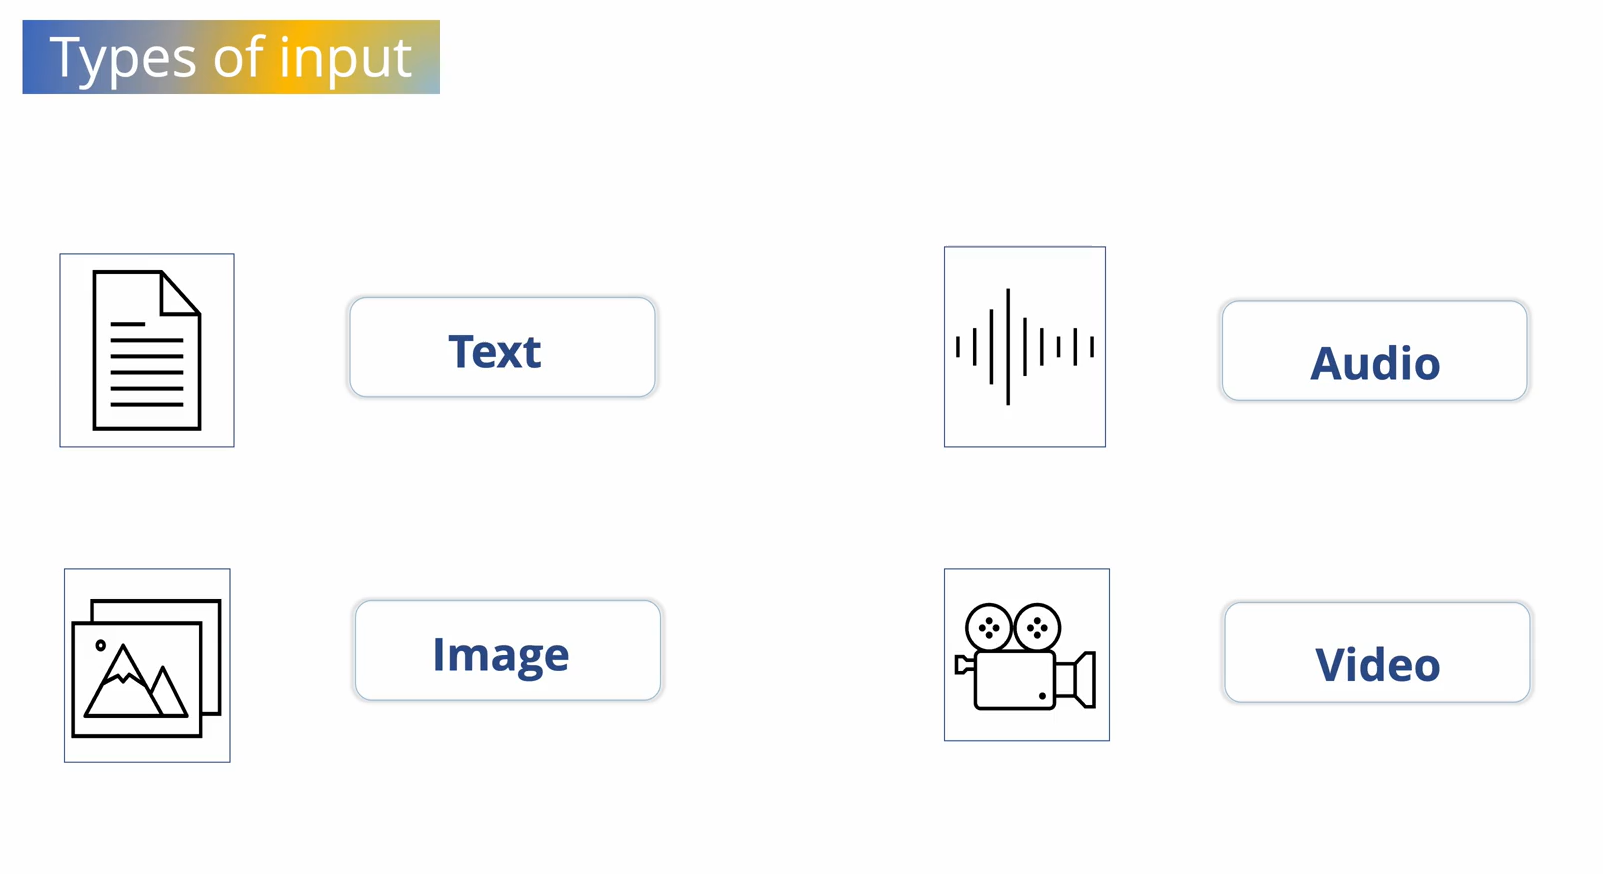 Types of input
Text
Audio
Image
Video